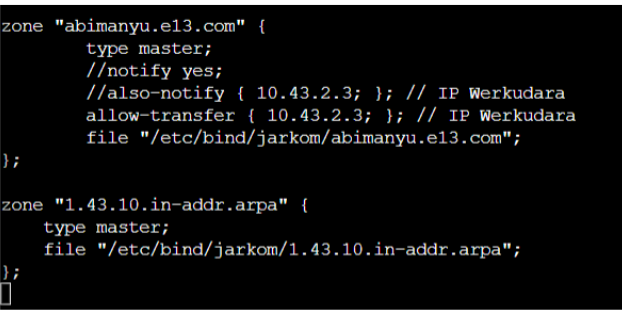 zone "abimanyu.e13.com" {
        type master;
        //notify yes;
        //also-notify { 10.43.2.3; }; // IP Werkudara
        allow-transfer { 10.43.2.3; }; // IP Werkudara
        file "/etc/bind/jarkom/abimanyu.e13.com";
};

zone "1.43.10.in-addr.arpa" {
    type master;
    file "/etc/bind/jarkom/1.43.10.in-addr.arpa";
};